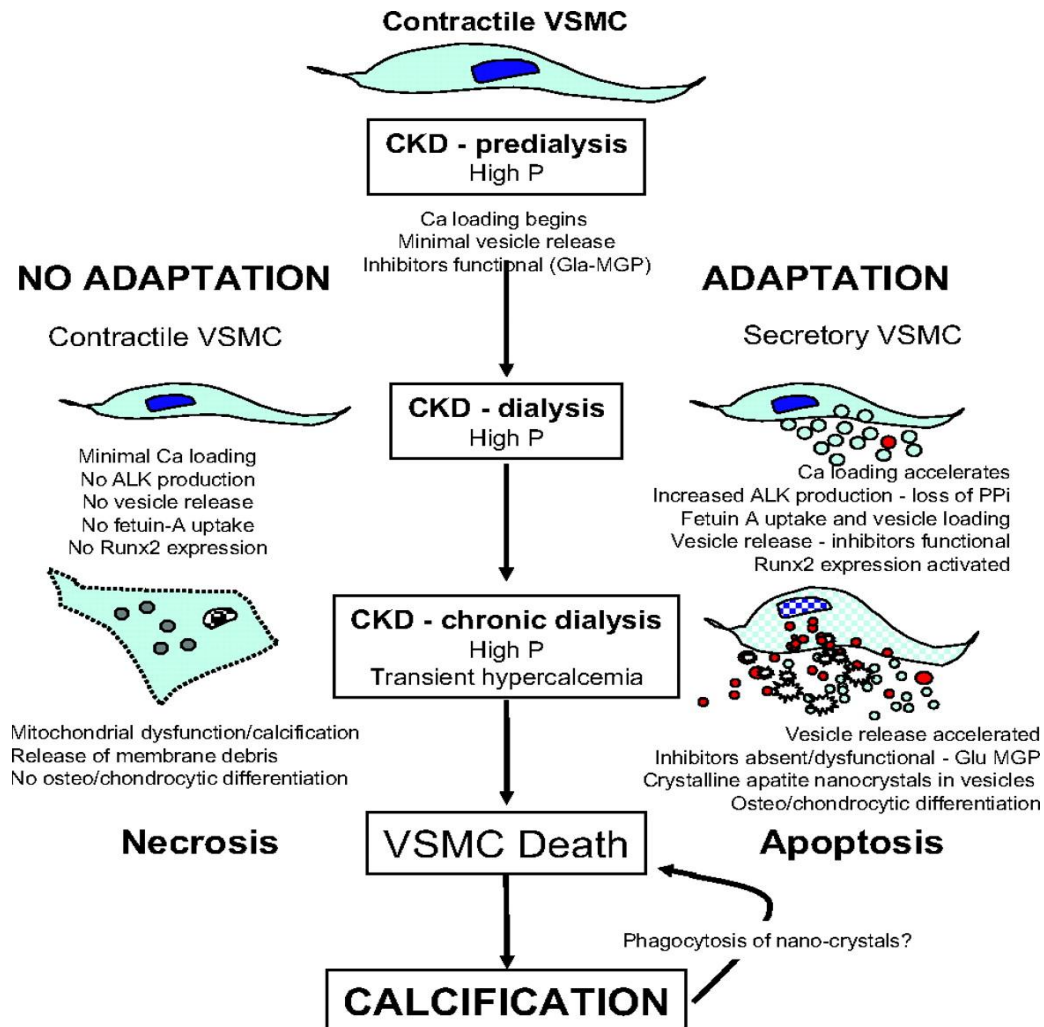 Contractile VSMC
CKD - predialysis
High P
Ca loading begins
Minimal vesicle release
Inhibitors functional (Gla-MGP)
NO ADAPTATION
Contractile VSMC
Minimal Ca loading
No ALK production
No vesicle release
No fetuin-A uptake
No Runx2 expression
Mitochondrial dysfunction/calcification
Release of membrane debris
No osteo/chondrocytic differentiation
Necrosis
CKD - dialysis
High P
CKD - chronic dialysis
High P
Transient hypercalcemia
ADAPTATION
Secretory VSMC
Ca loading accelerates
Increased ALK production - loss of PPi
Fetuin A uptake and vesicle loading
Vesicle release - inhibitors functional
Runx2 expression activated
Vesicle release accelerated
Inhibitors absent/dysfunctional - Glu MGP
Crystalline apatite nanocrystals in vesicles
Osteo/chondrocytic differentiation
Apoptosis
VSMC Death
Phagocytosis of nano-crystals?
CALCIFICATION